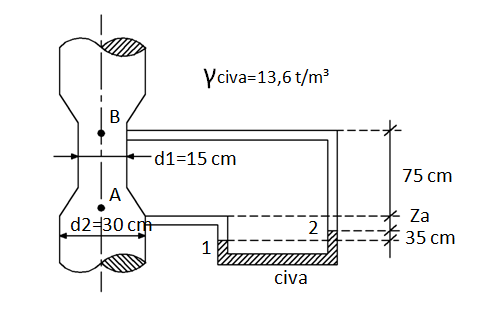 γciva=13,6 t/m³
B
d1=15 cm
75 cm
A
Za
d2=30 cm
2
35 cm
1
civa